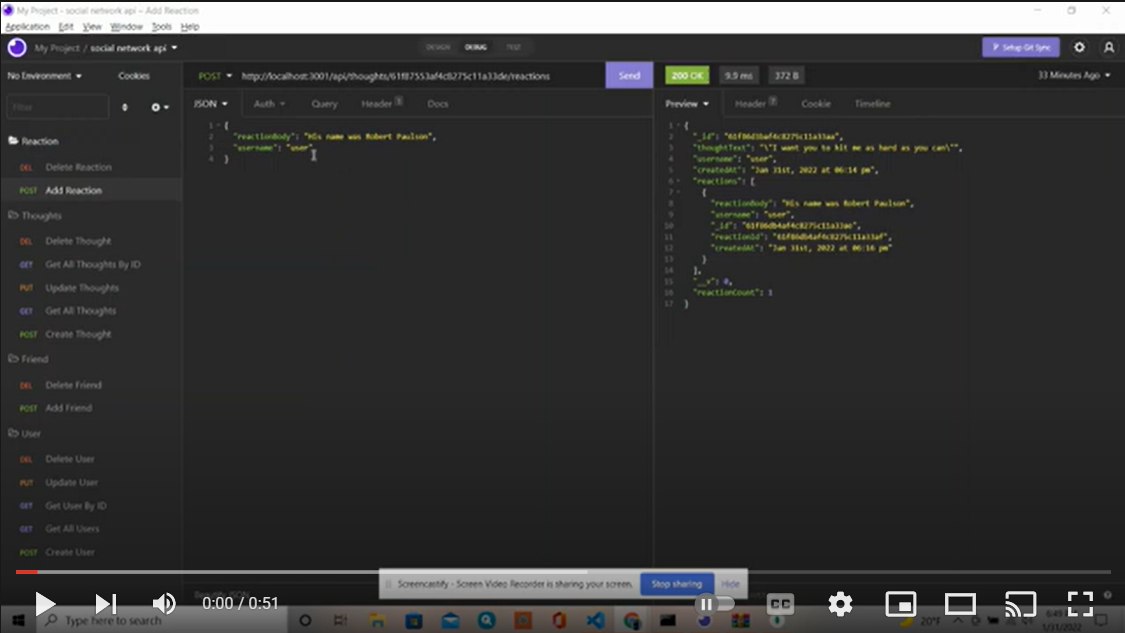 My Project - social network api – Add Reaction
Application Edit View Window Tools Help
My Project / social network api
DESIGN DEBUG TEST
Setup Git Sync
No Environment
Cookies
POST http://localhost:3001/api/thoughts/61f87553af4c8275c11a33de/reactions
Send
200 OK
9.9 ms
372 B
33 Minutes Ago
Filter
JSON Auth Query Header 1 Docs
Preview Header 7 Cookie Timeline
Reaction
DEL Delete Reaction
POST Add Reaction
Thoughts
DEL Delete Thought
GET Get All Thoughts By ID
PUT Update Thoughts
GET Get All Thoughts
POST Create Thought
Friend
DEL Delete Friend
POST Add Friend
User
DEL Delete User
PUT Update User
GET Get User By ID
GET Get All Users
POST Create User
1 {
2 "reactionBody": "His name was Robert Paulson",
3 "username": "user"
4 }
1 {
2 "_id": "61f86d3baf4c8275c11a33aa",
3 "thoughtText": "\"I want you to hit me as hard as you can\"",
4 "username": "user",
5 "createdAt": "Jan 31st, 2022 at 06:14 pm",
6 "reactions": [
7 {
8 "reactionBody": "His name was Robert Paulson",
9 "username": "user",
10 "_id": "61f86db4af4c8275c11a33ae",
11 "reactionId": "61f86db4af4c8275c11a33af",
12 "createdAt": "Jan 31st, 2022 at 06:16 pm"
13 }
14 ],
15 "__v": 0,
16 "reactionCount": 1
17 }
Screencastify - Screen Video Recorder is sharing your screen.
Stop sharing
Hide
0:00 / 0:51
CC
Type here to search
20°F
1/31/2022